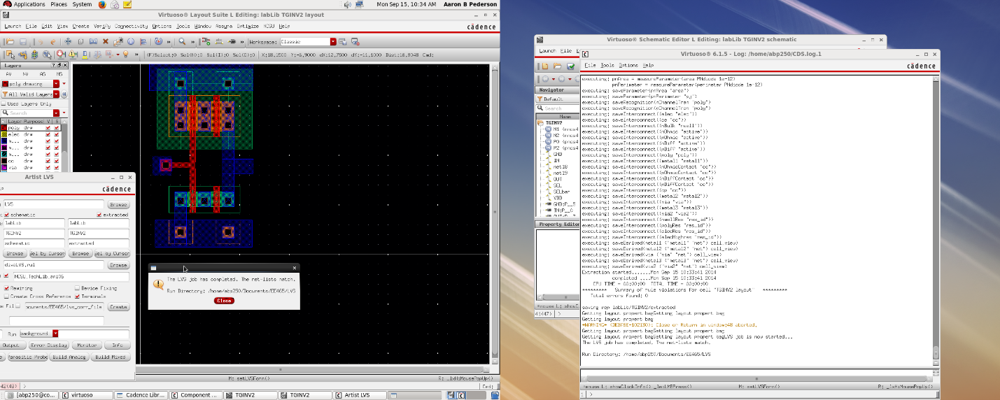 Applications Places System
Mon Sep 15, 10:34 AM Aaron B Pederson
Virtuoso® Layout Suite L Editing: labLib TGINV2 layout
Launch File Edit View Create Verify Connectivity Options Tools Window Assura Optimize NCSU Help
cādence
Workspace: Classic
(F)Select:0 Sel(N):0 Sel(I):0 Sel(O):0 X:18.1500 Y:-6.9000 dX:12.7500 dY:-11.1000 Dist:16.9048 Cmd:
Layers
AV NV AS NS
poly drawing
All Valid Layers
Used Layers Only
Search
Layer Purpose V S
poly drw
elec drw
m... drw
m... drw
m... drw
cc drw
via drw
Artist LVS
cādence
LVS Browse
schematic extracted
labLib labLib
TGINV2 TGINV2
schematic extracted
Browse Sel by Cursor Browse Sel by Cursor
divaLVS.rul Browse
NCSU_TechLib_ami06
Rewiring Device Fixing
Create Cross Reference Terminals
ocuments/EE465/lvs_corr_file Create
Run background
Output Error Display Monitor Info
Parasitic Probe Build Analog Build Mixed
42(48) >
The LVS job has completed. The net-lists match.
Run Directory: /home/abp250/Documents/EE465/LVS
Close
M: setLVSForm() R: _lxHiMousePopUp()
Cmd:
[abp250@co... virtuoso Cadence Libr... Component ... TGINV2 TGINV2 Artist LVS
Virtuoso® Schematic Editor L Editing: labLib TGINV2 schematic
Launch File E
Navigator
Default
Search
Name
TGINV2
N1 (nmos4
N2 (nmos4
P0 (pmos4
P2 (pmos4
GND
IN
net18
net19
OUT
SEL
SELbar
VDD
GND:P__5
IN:P__0
Property Editor
41(47) >
Virtuoso® 6.1.5 - Log: /home/abp250/CDS.log.1
File Tools Options Help
cādence
executing: pnArea = measureParameter(area PNdiode 1e-12)
pnPerimeter = measureParameter(perimeter PNdiode 1e-12)
executing: saveParameter(pnArea "area")
executing: saveParameter(pnPerimeter "pj")
executing: saveRecognition(nChannelTran "poly")
executing: saveRecognition(pChannelTran "poly")
executing: saveInterconnect((elec "elec"))
executing: saveInterconnect((ce "cc"))
executing: saveInterconnect((nBulk "nwell"))
executing: saveInterconnect((nOhmic "active"))
executing: saveInterconnect((pOhmic "active"))
executing: saveInterconnect((nDiff "active"))
executing: saveInterconnect((pDiff "active"))
executing: saveInterconnect((poly "poly"))
executing: saveInterconnect((metal1 "metal1"))
executing: saveInterconnect((nOhmicContact "cc"))
executing: saveInterconnect((pOhmicContact "cc"))
executing: saveInterconnect((nDiffContact "cc"))
executing: saveInterconnect((pDiffContact "cc"))
executing: saveInterconnect((cp "cc"))
executing: saveInterconnect((metal2 "metal2"))
executing: saveInterconnect((via "via"))
executing: saveInterconnect((metal3 "metal3"))
executing: saveInterconnect((via2 "via2"))
executing: saveInterconnect((nwellRes "res_id"))
executing: saveInterconnect((polyRes "res_id"))
executing: saveInterconnect((elecRes "res_id"))
executing: saveInterconnect((elecHighres "res_id"))
executing: saveDerived(metal1 ("metal1" "net") cell_view)
executing: saveDerived(metal2 ("metal2" "net") cell_view)
executing: saveDerived(via ("via" "net") cell_view)
executing: saveDerived(metal3 ("metal3" "net") cell_view)
executing: saveDerived(via2 ("via2" "net") cell_view)
Extraction started.......Mon Sep 15 10:33:41 2014
completed ....Mon Sep 15 10:33:41 2014
CPU TIME = 00:00:00 TOTAL TIME = 00:00:00
********* Summary of rule violations for cell "TGINV2 layout" *********
Total errors found: 0
saving rep labLib/TGINV2/extracted
Getting layout propert bagGetting layout propert bag
Getting layout propert bag
*WARNING* (DEBASE-102130): Close or Return in window:48 aborted.
Getting layout propert bagGetting layout propert bag
Getting layout propert bagGetting layout propert bagLVS job is now started...
The LVS job has completed. The net-lists match.
Run Directory: /home/abp250/Documents/EE465/LVS
mouse L: showClickInfo() _leiLMBPress() M: setLVSForm() R: _lxHiMousePopUp()
1 >